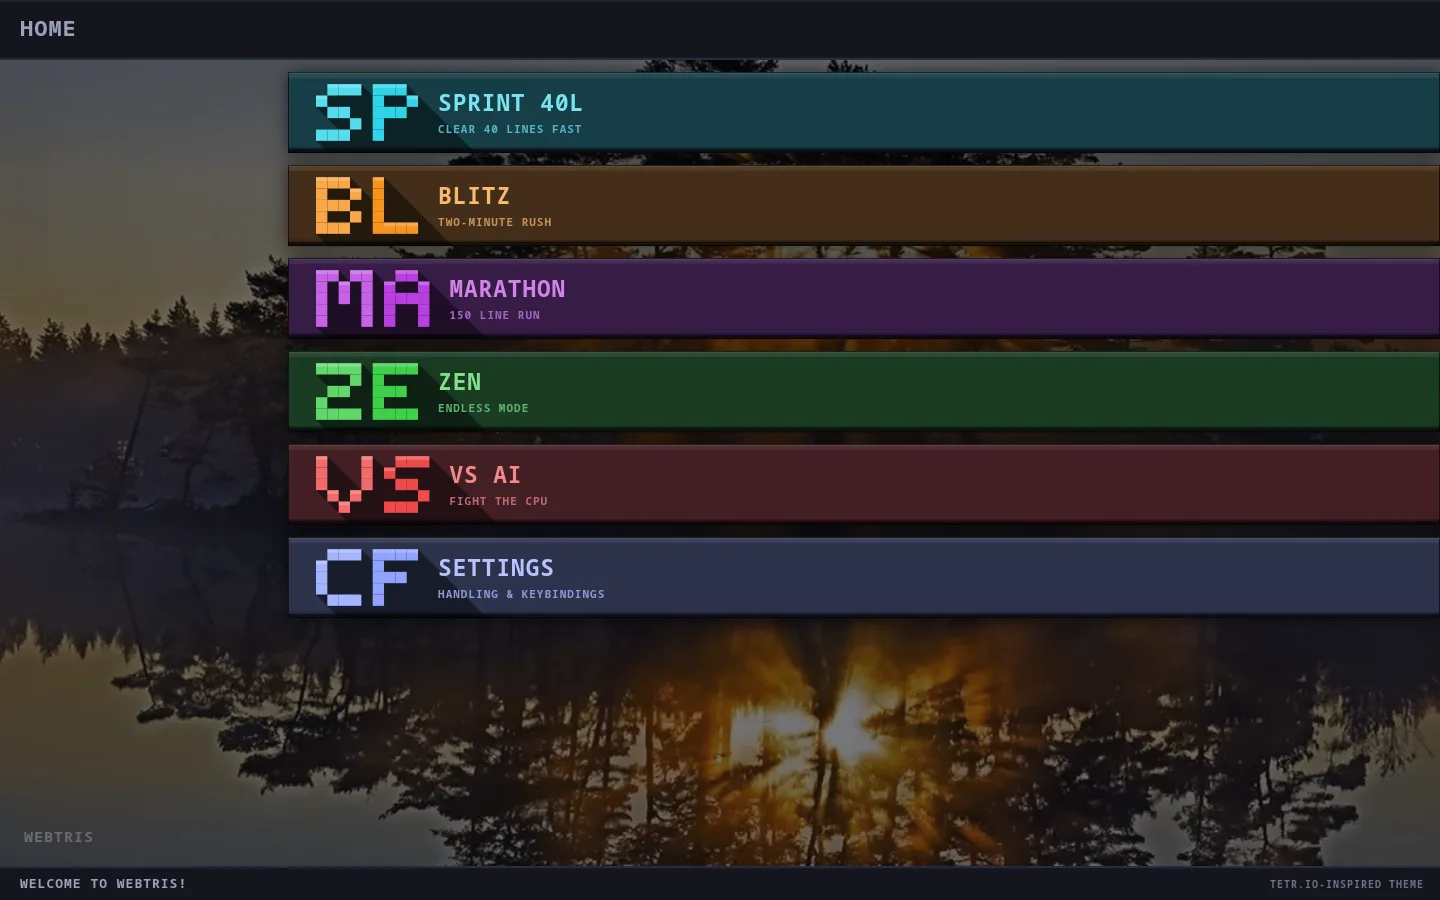 HOME
SP
SPRINT 40L
CLEAR 40 LINES FAST
BL
BLITZ
TWO-MINUTE RUSH
MA
MARATHON
150 LINE RUN
ZE
ZEN
ENDLESS MODE
VS
VS AI
FIGHT THE CPU
CF
SETTINGS
HANDLING & KEYBINDINGS
WEBTRIS
WELCOME TO WEBTRIS!
TETR.IO-INSPIRED THEME